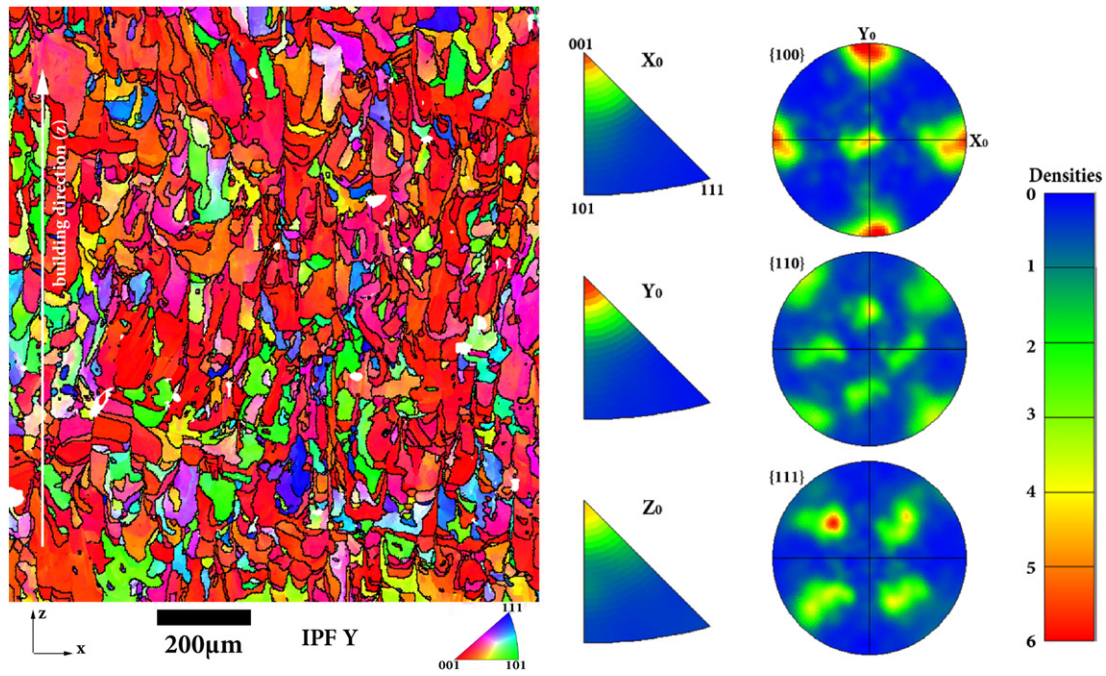 building direction (z)
z
x
200μm
IPF Y
111
001
101
001
X₀
101
111
Y₀
Z₀
{100}
Y₀
X₀
{110}
{111}
Densities
0
1
2
3
4
5
6